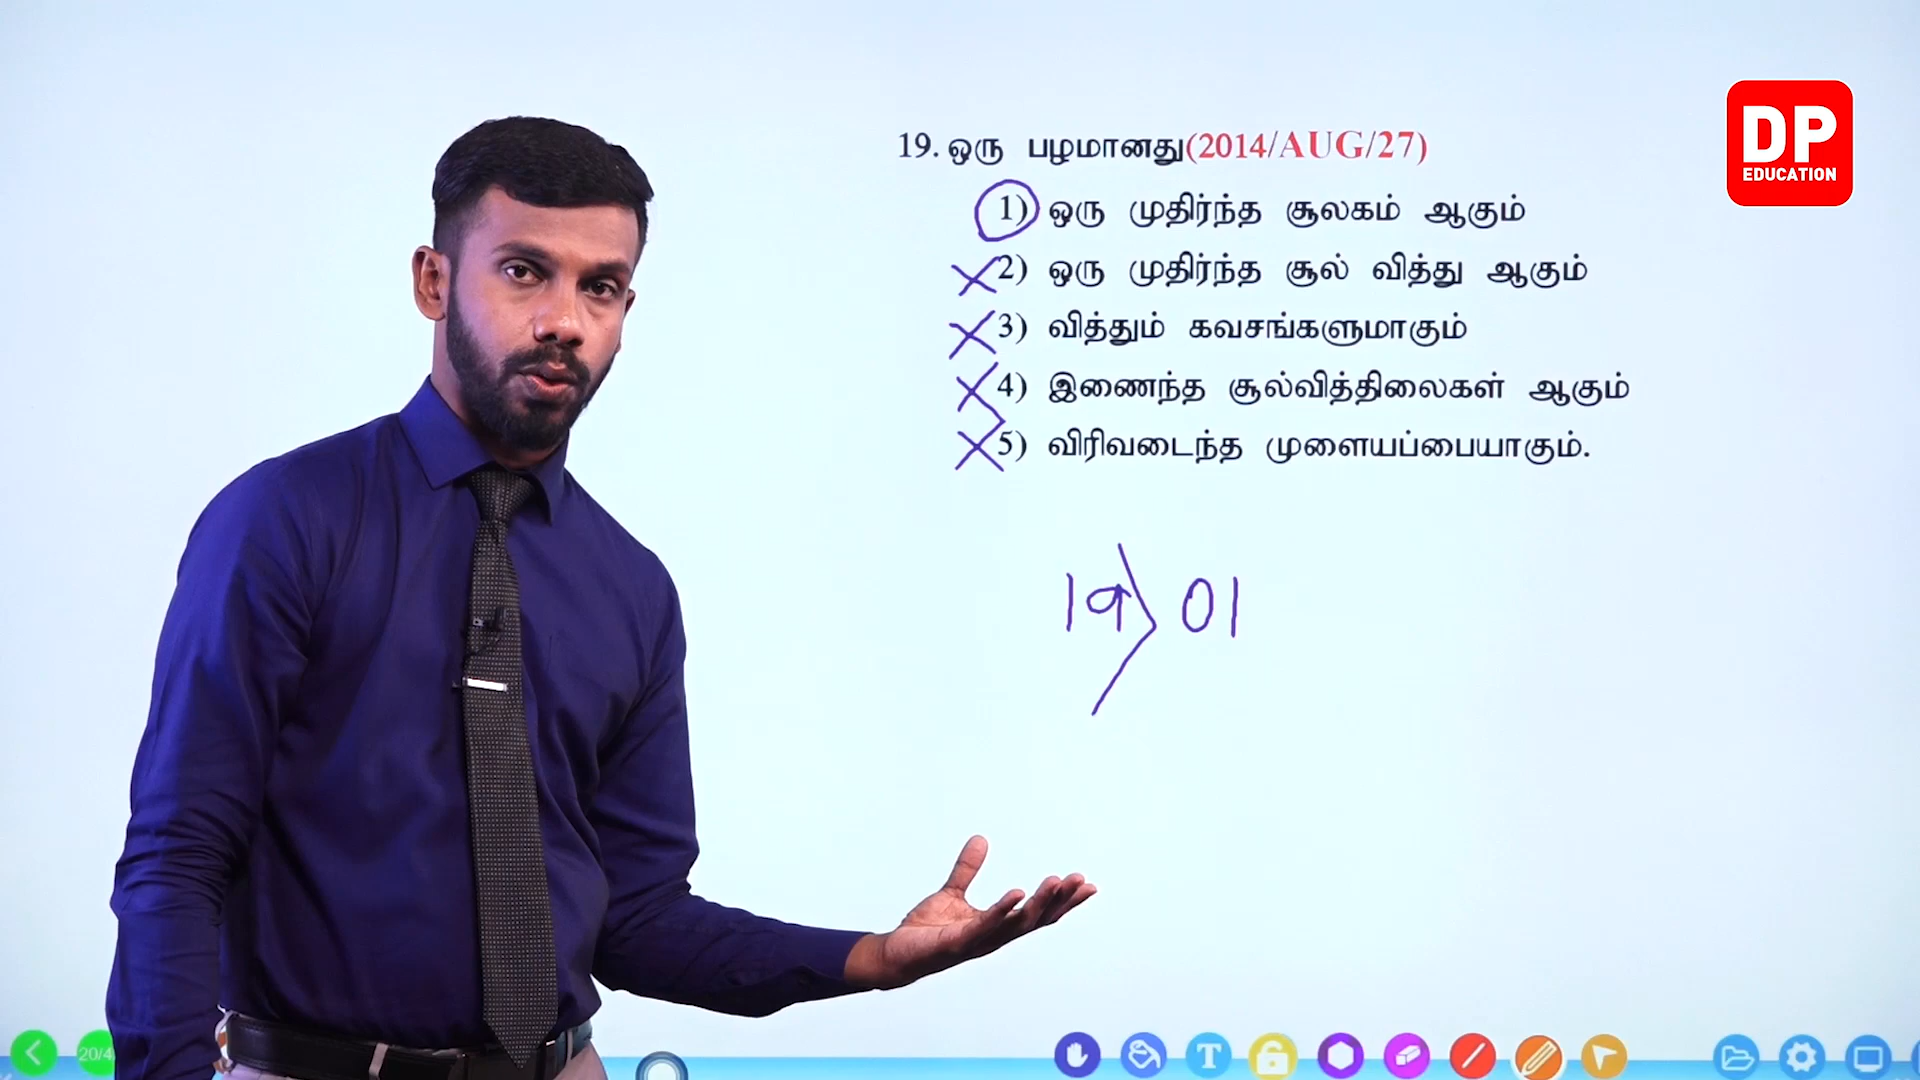 19. ஒரு பழமானது(2014/AUG/27)
1) ஒரு முதிர்ந்த சூலகம் ஆகும்
2) ஒரு முதிர்ந்த சூல் வித்து ஆகும்
3) வித்தும் கவசங்களுமாகும்
4) இணைந்த சூல்வித்திலைகள் ஆகும்
5) விரிவடைந்த முளையப்பையாகும்.
19) 01
DP
EDUCATION
T